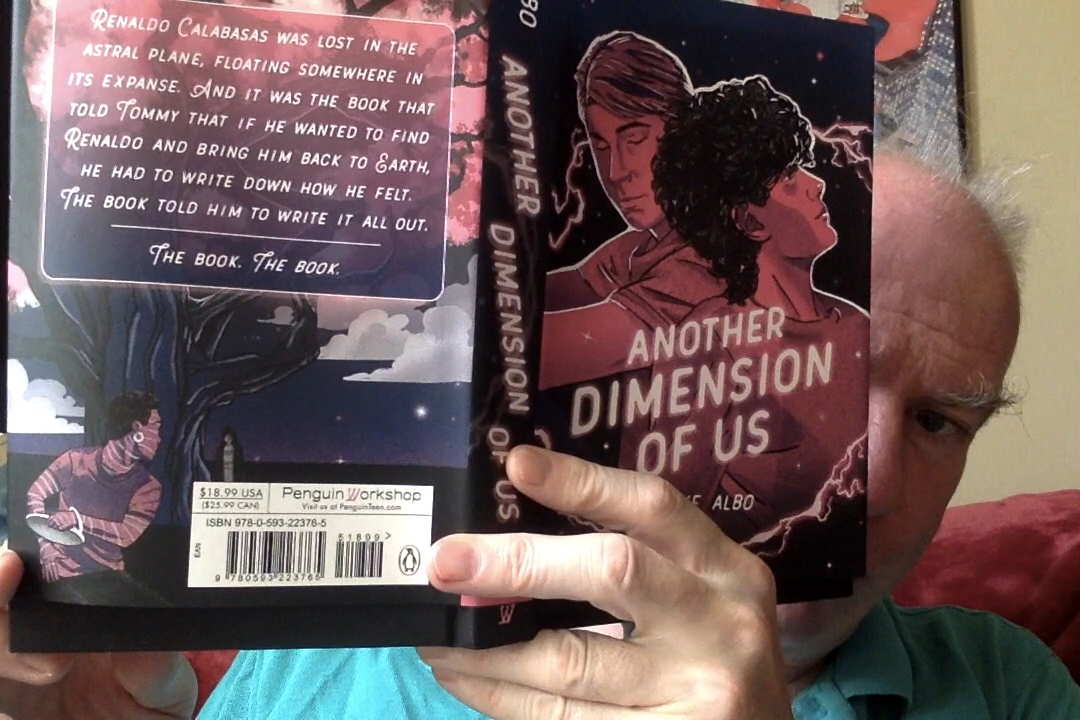 RENALDO CALABASAS WAS LOST IN THE
ASTRAL PLANE, FLOATING SOMEWHERE IN
ITS EXPANSE. AND IT WAS THE BOOK THAT
TOLD TOMMY THAT IF HE WANTED TO FIND
RENALDO AND BRING HIM BACK TO EARTH,
HE HAD TO WRITE DOWN HOW HE FELT.
THE BOOK TOLD HIM TO WRITE IT ALL OUT.
THE BOOK. THE BOOK.
$18.99 USA
($25.99 CAN)
Penguin Workshop
Visit us at PenguinTeen.com
ISBN 978-0-593-22376-5
EAN
51899>
9 780593 223765
BO
ANOTHER DIMENSION OF US
W
ANOTHER
DIMENSION
OF US
KE ALBO